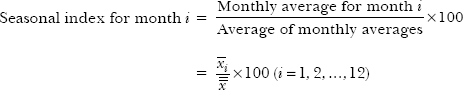 Seasonal index for month i = Monthly average for month i / Average of monthly averages ×100
= x̄ᵢ / x̿ ×100 (i = 1, 2, ..., 12)